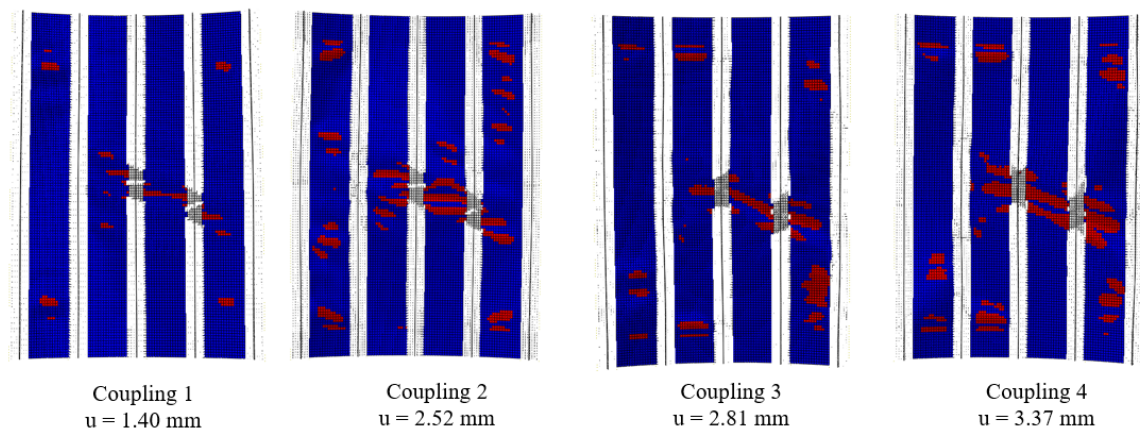 Coupling 1
u = 1.40 mm
Coupling 2
u = 2.52 mm
Coupling 3
u = 2.81 mm
Coupling 4
u = 3.37 mm